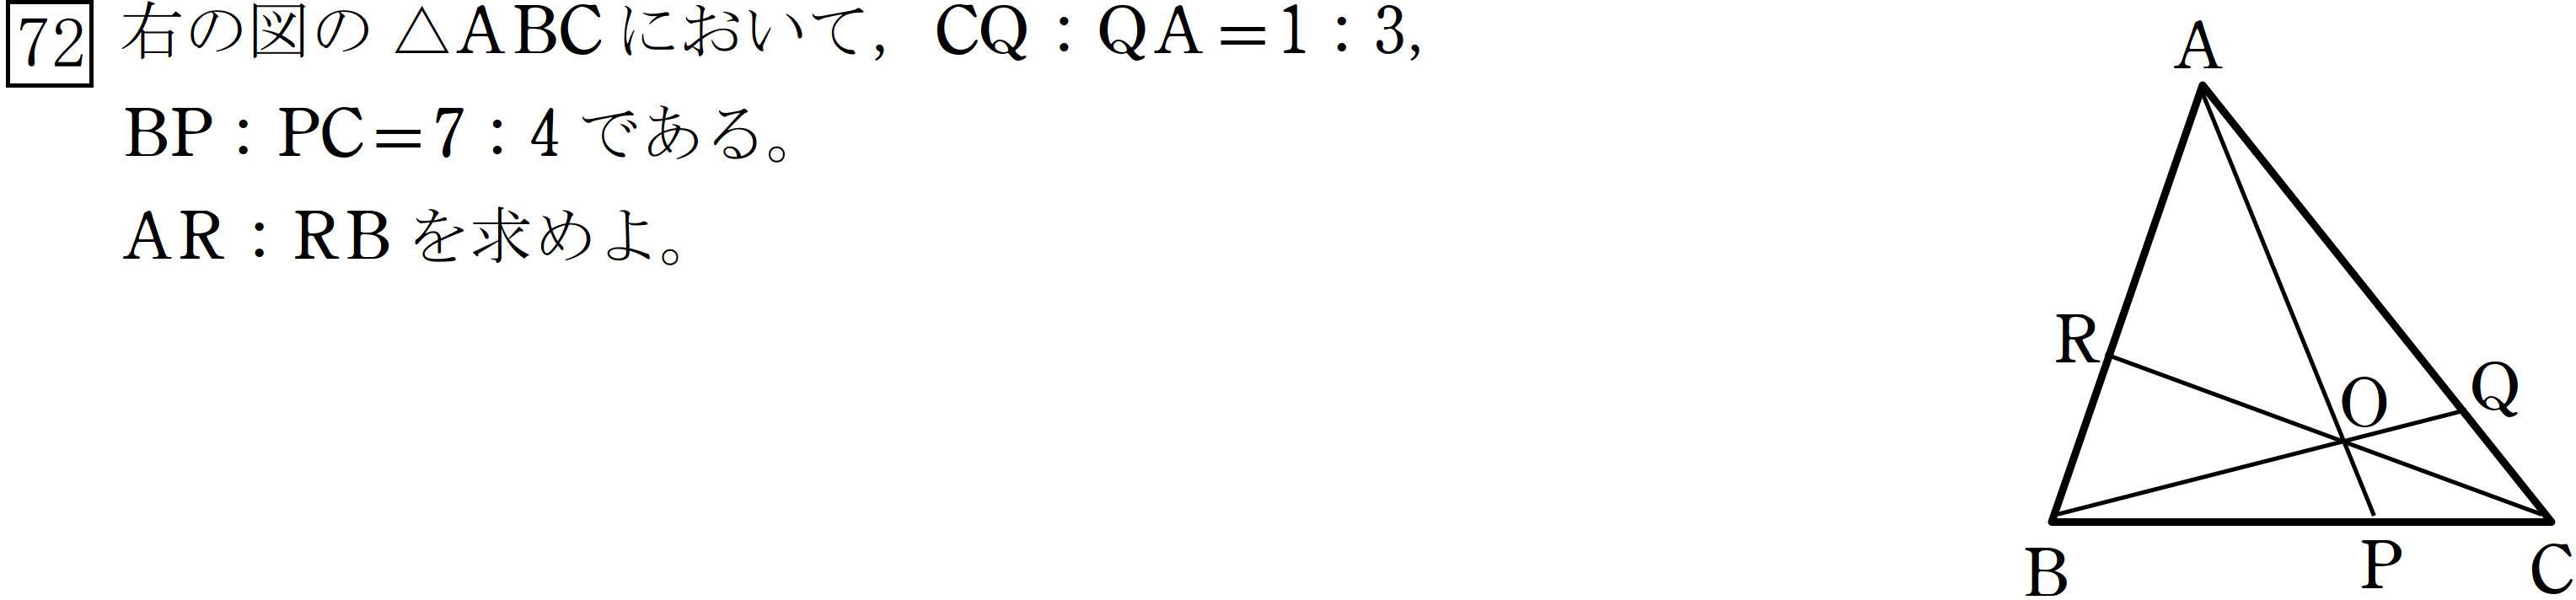 72 右の図の △ABC において，CQ：QA＝1：3，
BP：PC＝7：4 である。
AR：RB を求めよ。
A
R
Q
O
B
P
C